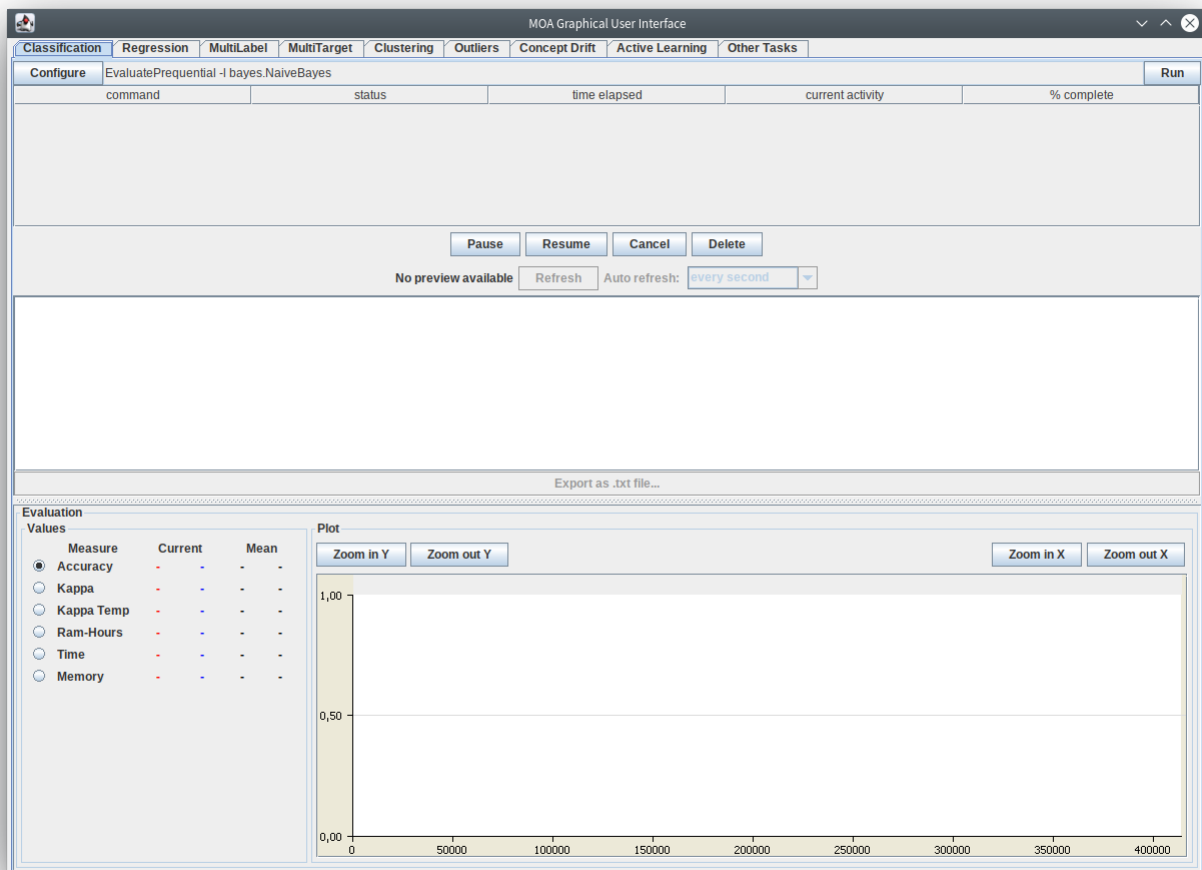 MOA Graphical User Interface
Classification Regression MultiLabel MultiTarget Clustering Outliers Concept Drift Active Learning Other Tasks
Configure EvaluatePrequential -l bayes.NaiveBayes Run
command status time elapsed current activity % complete
Pause Resume Cancel Delete
No preview available Refresh Auto refresh: every second
Export as .txt file...
Evaluation
Values
Measure Current Mean
Accuracy - - - -
Kappa - - - -
Kappa Temp - - - -
Ram-Hours - - - -
Time - - - -
Memory - - - -
Plot
Zoom in Y Zoom out Y Zoom in X Zoom out X
1,00
0,50
0,00
0 50000 100000 150000 200000 250000 300000 350000 400000